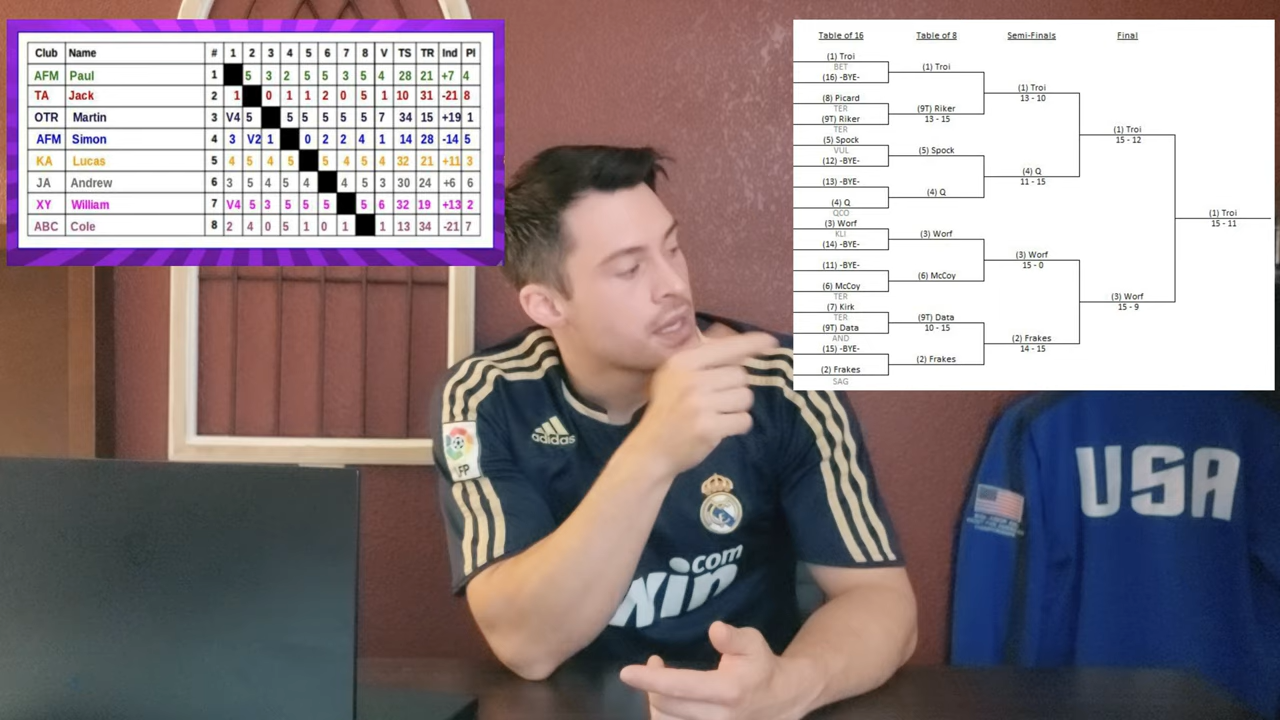 Club Name # 1 2 3 4 5 6 7 8 V TS TR Ind Pl
AFM Paul 1 5 3 2 5 5 3 5 4 28 21 +7 4
TA Jack 2 1 0 1 1 2 0 5 1 10 31 -21 8
OTR Martin 3 V4 5 5 5 5 5 5 7 34 15 +19 1
AFM Simon 4 3 V2 1 0 2 2 4 1 14 28 -14 5
KA Lucas 5 4 5 4 5 5 4 5 4 32 21 +11 3
JA Andrew 6 3 5 4 5 4 4 5 3 30 24 +6 6
XY William 7 V4 5 3 5 5 5 5 6 32 19 +13 2
ABC Cole 8 2 4 0 5 1 0 1 1 13 34 -21 7
Table of 16 Table of 8 Semi-Finals Final
(1) Troi
BET
(16) -BYE-
(8) Picard
TER
(9T) Riker
TER
(5) Spock
VUL
(12) -BYE-
(13) -BYE-
(4) Q
QCO
(3) Worf
KLI
(14) -BYE-
(11) -BYE-
(6) McCoy
TER
(7) Kirk
TER
(9T) Data
AND
(15) -BYE-
(2) Frakes
SAG
(1) Troi
(9T) Riker
13 - 15
(5) Spock
(4) Q
(3) Worf
(6) McCoy
(9T) Data
10 - 15
(2) Frakes
(1) Troi
13 - 10
(4) Q
11 - 15
(3) Worf
15 - 0
(2) Frakes
14 - 15
(1) Troi
15 - 12
(3) Worf
15 - 9
(1) Troi
15 - 11
adidas
FP
win.com
USA